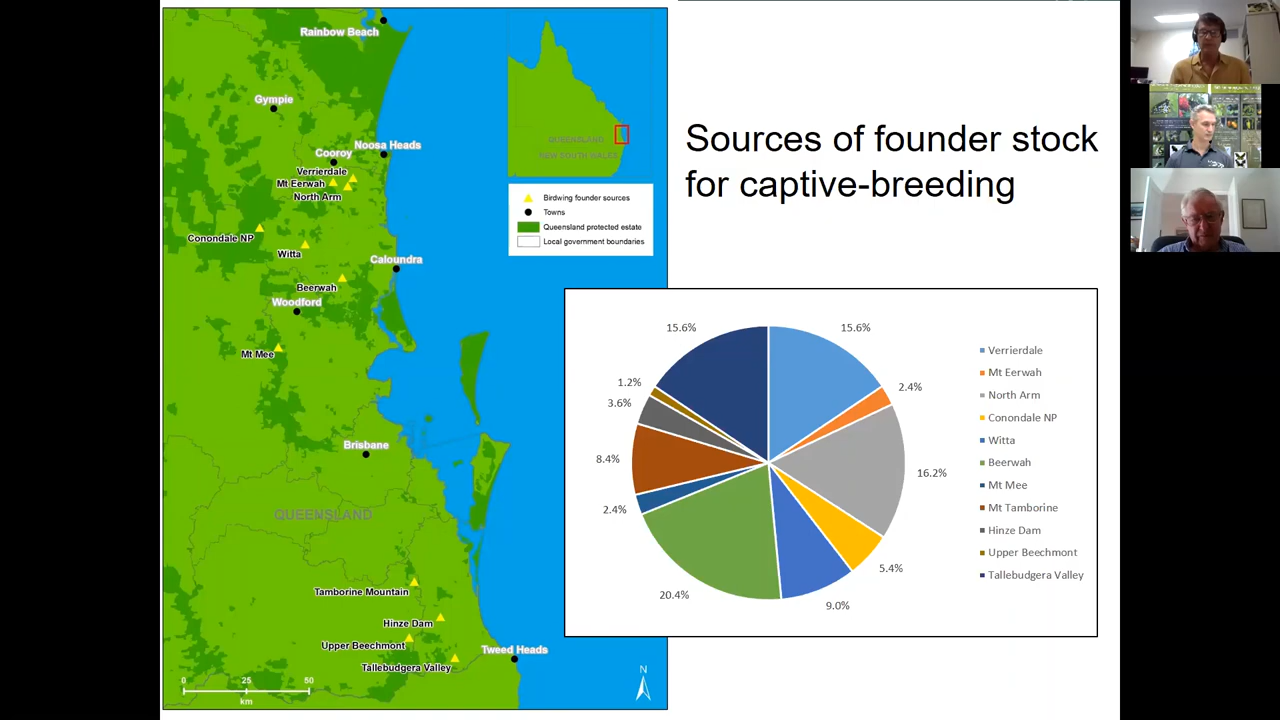 Rainbow Beach
Gympie
Noosa Heads
Cooroy
Verrierdale
Mt Eerwah
North Arm
Conondale NP
Witta
Caloundra
Beerwah
Woodford
Mt Mee
Brisbane
QUEENSLAND
Tamborine Mountain
Hinze Dam
Upper Beechmont
Tweed Heads
Tallebudgera Valley
0 25 50
km
N
QUEENSLAND
NEW SOUTH WALES
Birdwing founder sources
Towns
Queensland protected estate
Local government boundaries
Sources of founder stock
for captive-breeding
15.6%
2.4%
16.2%
5.4%
9.0%
20.4%
2.4%
8.4%
3.6%
1.2%
15.6%
Verrierdale
Mt Eerwah
North Arm
Conondale NP
Witta
Beerwah
Mt Mee
Mt Tamborine
Hinze Dam
Upper Beechmont
Tallebudgera Valley